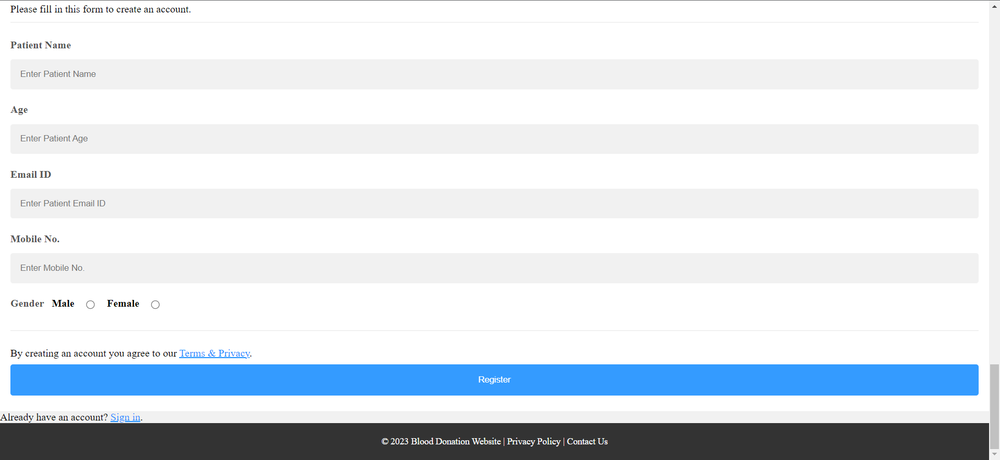 Please fill in this form to create an account.
Patient Name
Enter Patient Name
Age
Enter Patient Age
Email ID
Enter Patient Email ID
Mobile No.
Enter Mobile No.
Gender Male Female
By creating an account you agree to our Terms & Privacy.
Register
Already have an account? Sign in.
© 2023 Blood Donation Website | Privacy Policy | Contact Us